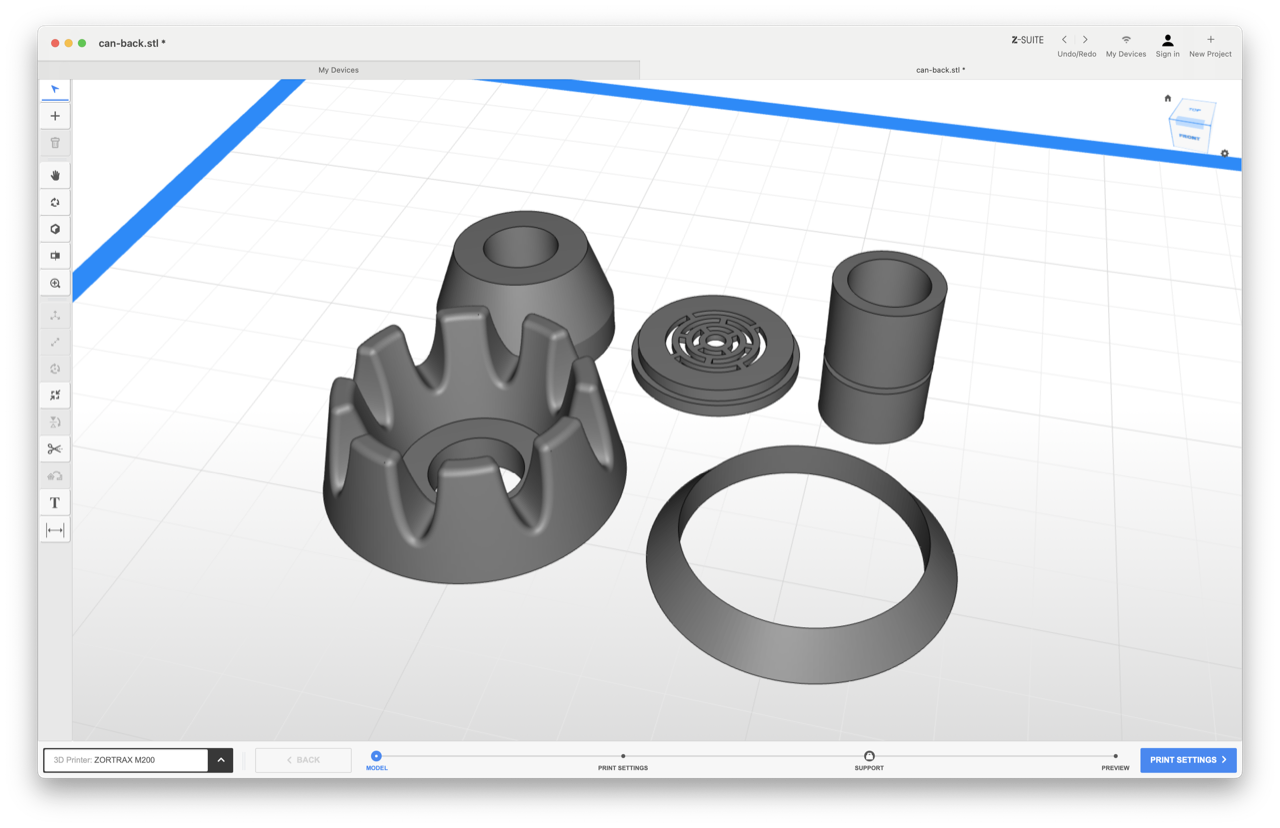 can-back.stl *
Z-SUITE
Undo/Redo
My Devices
Sign in
New Project
My Devices
can-back.stl *
TOP
FRONT
T
3D Printer: ZORTRAX M200
BACK
MODEL
PRINT SETTINGS
SUPPORT
PREVIEW
PRINT SETTINGS